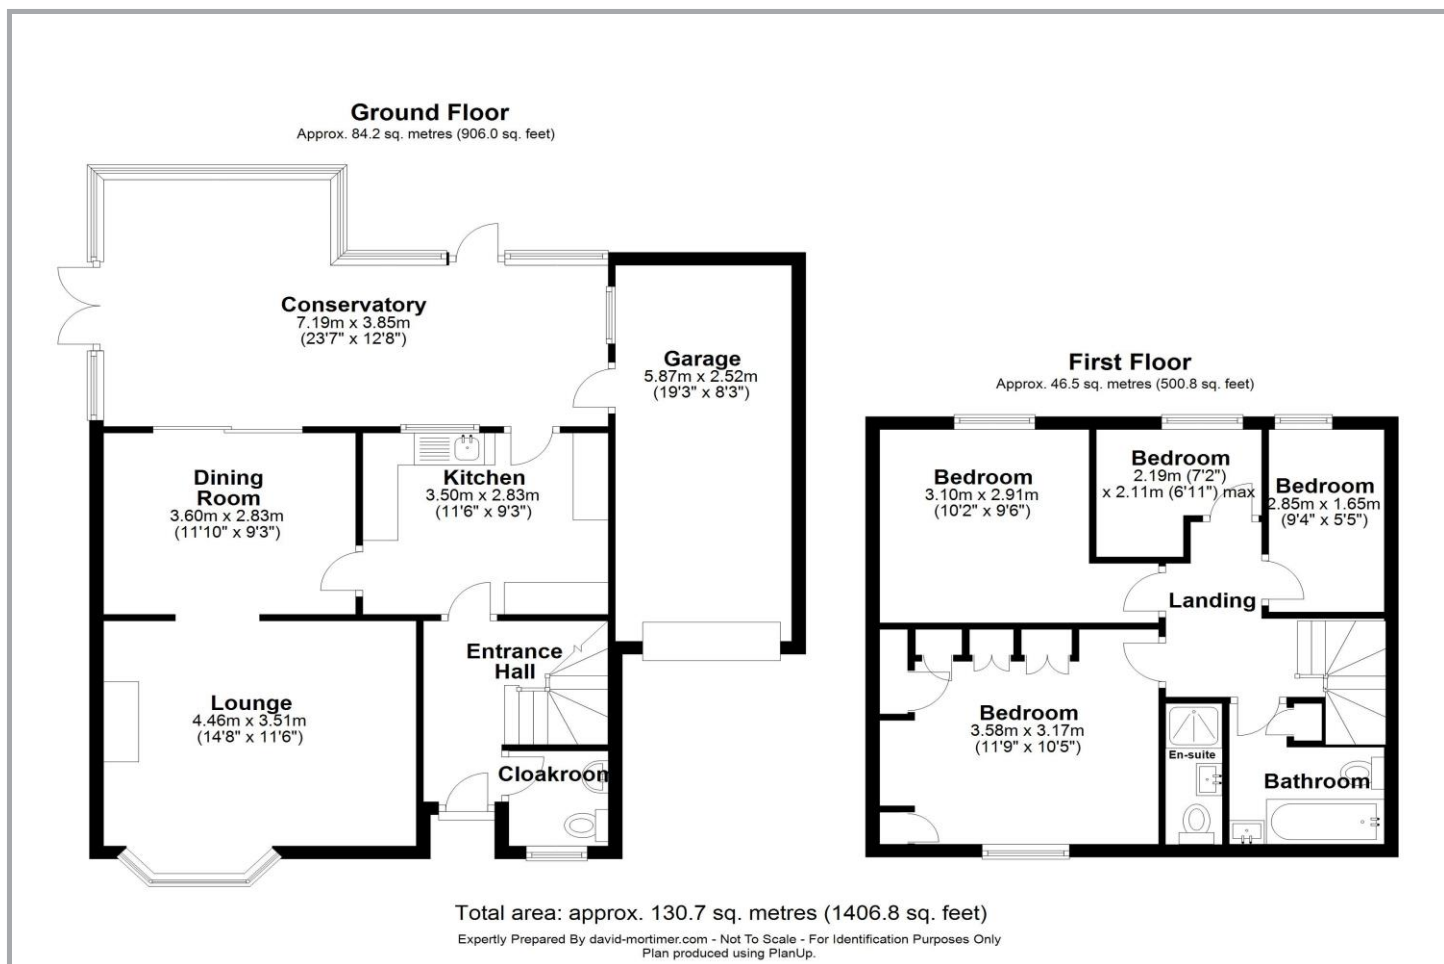 Ground Floor
Approx. 84.2 sq. metres (906.0 sq. feet)
Conservatory
7.19m x 3.85m
(23'7" x 12'8")
Garage
5.87m x 2.52m
(19'3" x 8'3")
Dining
Room
3.60m x 2.83m
(11'10" x 9'3")
Kitchen
3.50m x 2.83m
(11'6" x 9'3")
Entrance
Hall
Lounge
4.46m x 3.51m
(14'8" x 11'6")
Cloakroom
First Floor
Approx. 46.5 sq. metres (500.8 sq. feet)
Bedroom
3.10m x 2.91m
(10'2" x 9'6")
Bedroom
2.19m (7'2")
x 2.11m (6'11") max
Bedroom
2.85m x 1.65m
(9'4" x 5'5")
Landing
Bedroom
3.58m x 3.17m
(11'9" x 10'5")
En-suite
Bathroom
Total area: approx. 130.7 sq. metres (1406.8 sq. feet)
Expertly Prepared By david-mortimer.com - Not To Scale - For Identification Purposes Only
Plan produced using PlanUp.